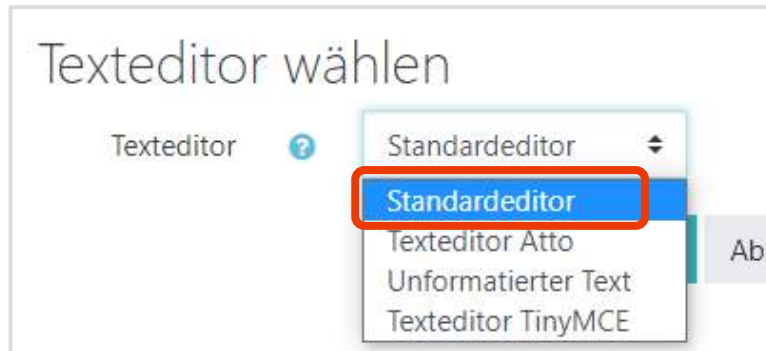 Texteditor wählen
Texteditor Standardeditor
Standardeditor
Texteditor Atto
Ab
Unformatierter Text
Texteditor TinyMCE